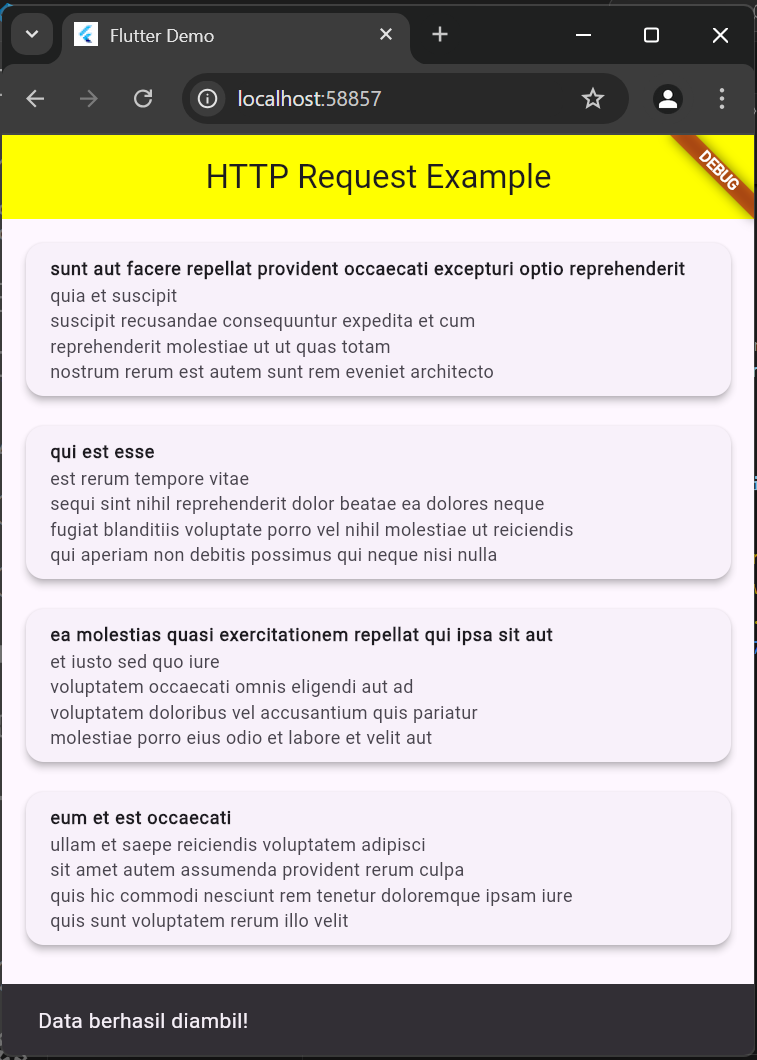 Flutter Demo
localhost:58857
HTTP Request Example
DEBUG
sunt aut facere repellat provident occaecati excepturi optio reprehenderit
quia et suscipit
suscipit recusandae consequuntur expedita et cum
reprehenderit molestiae ut ut quas totam
nostrum rerum est autem sunt rem eveniet architecto
qui est esse
est rerum tempore vitae
sequi sint nihil reprehenderit dolor beatae ea dolores neque
fugiat blanditiis voluptate porro vel nihil molestiae ut reiciendis
qui aperiam non debitis possimus qui neque nisi nulla
ea molestias quasi exercitationem repellat qui ipsa sit aut
et iusto sed quo iure
voluptatem occaecati omnis eligendi aut ad
voluptatem doloribus vel accusantium quis pariatur
molestiae porro eius odio et labore et velit aut
eum et est occaecati
ullam et saepe reiciendis voluptatem adipisci
sit amet autem assumenda provident rerum culpa
quis hic commodi nesciunt rem tenetur doloremque ipsam iure
quis sunt voluptatem rerum illo velit
Data berhasil diambil!